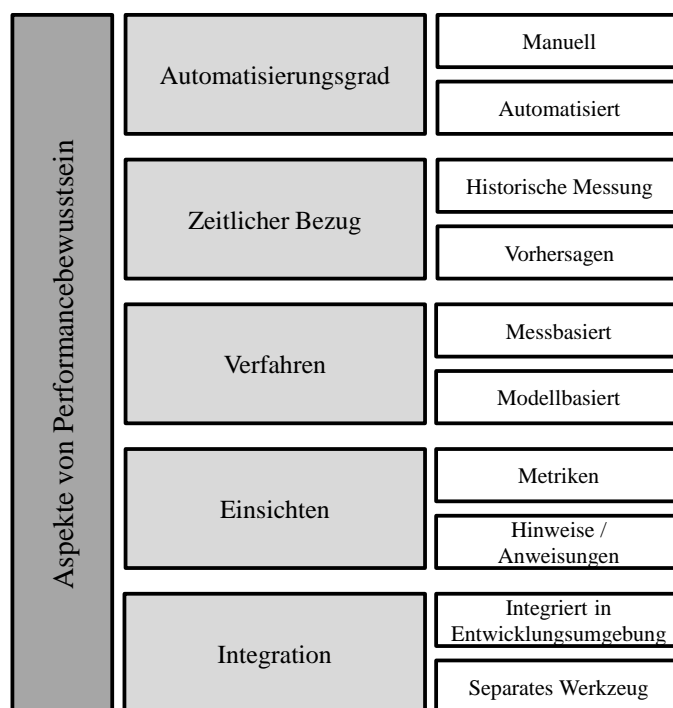 Aspekte von Performancebewusstsein
Automatisierungsgrad
Manuell
Automatisiert
Zeitlicher Bezug
Historische Messung
Vorhersagen
Verfahren
Messbasiert
Modellbasiert
Einsichten
Metriken
Hinweise /
Anweisungen
Integration
Integriert in
Entwicklungsumgebung
Separates Werkzeug